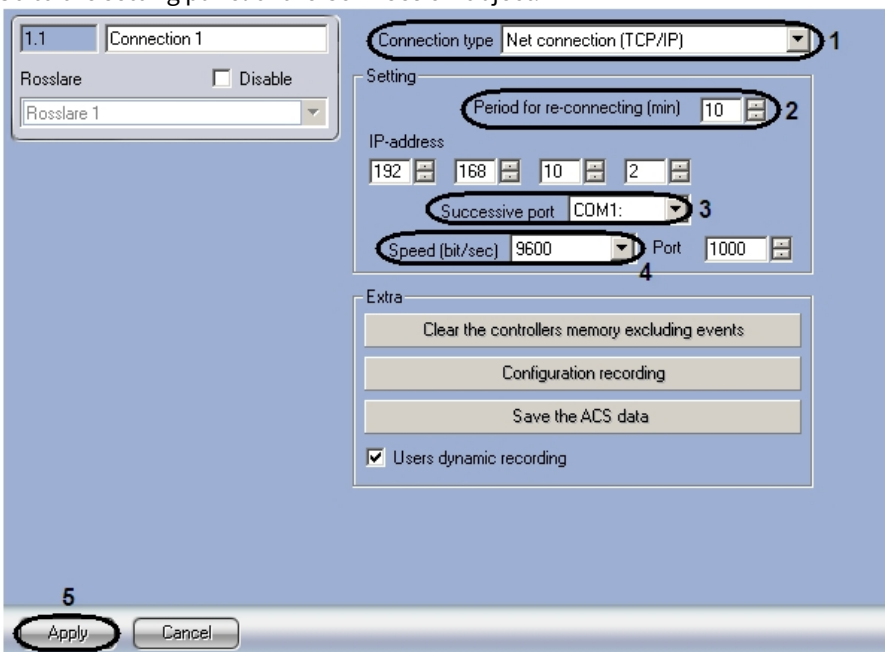 1.1 Connection 1
Rosslare Disable
Rosslare 1
Connection type Net connection (TCP/IP) 1
Setting
Period for re-connecting (min) 10 2
IP-address
192 168 10 2
Successive port COM1: 3
Speed (bit/sec) 9600 Port 1000
4
Extra
Clear the controllers memory excluding events
Configuration recording
Save the ACS data
Users dynamic recording
5
Apply Cancel